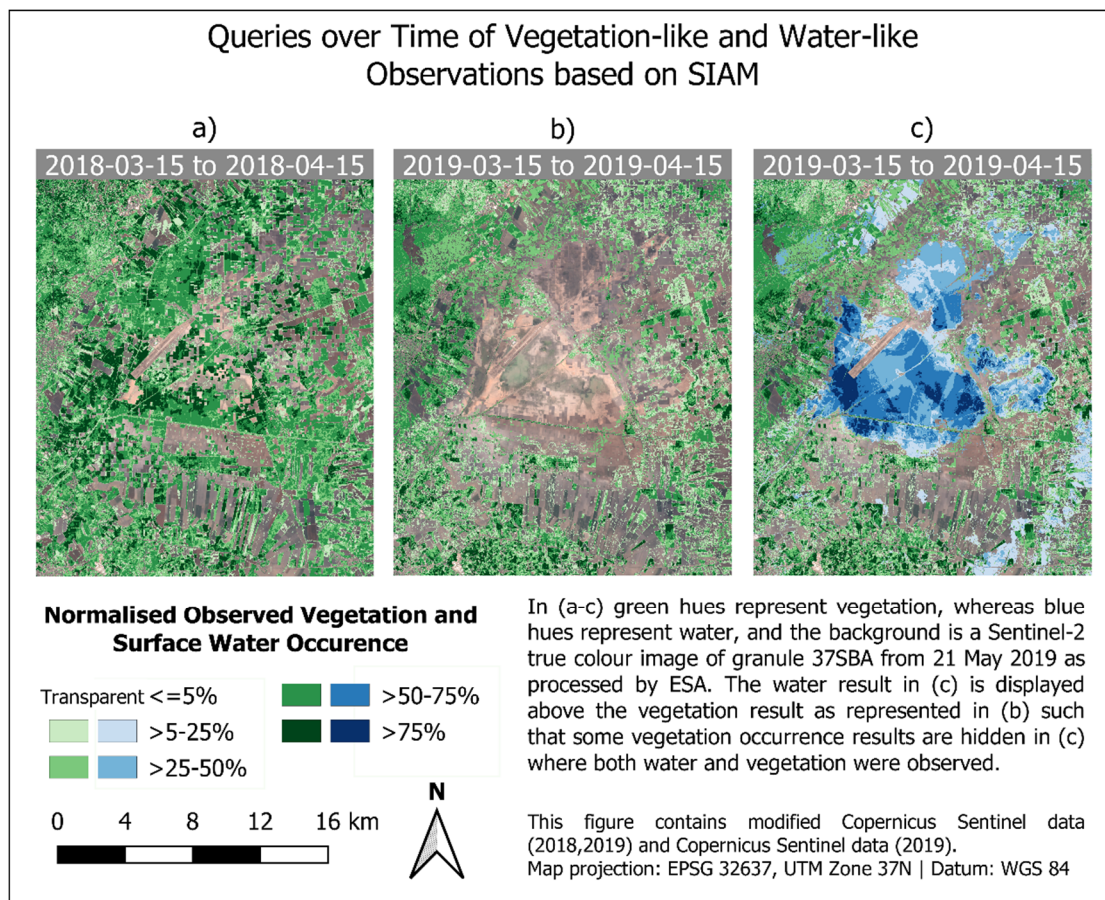 Queries over Time of Vegetation-like and Water-like
Observations based on SIAM
a)
b)
c)
2018-03-15 to 2018-04-15
2019-03-15 to 2019-04-15
2019-03-15 to 2019-04-15
Normalised Observed Vegetation and
Surface Water Occurence
Transparent <=5%
>5-25%
>25-50%
>50-75%
>75%
0 4 8 12 16 km
N
In (a-c) green hues represent vegetation, whereas blue
hues represent water, and the background is a Sentinel-2
true colour image of granule 37SBA from 21 May 2019 as
processed by ESA. The water result in (c) is displayed
above the vegetation result as represented in (b) such
that some vegetation occurrence results are hidden in (c)
where both water and vegetation were observed.
This figure contains modified Copernicus Sentinel data
(2018,2019) and Copernicus Sentinel data (2019).
Map projection: EPSG 32637, UTM Zone 37N | Datum: WGS 84